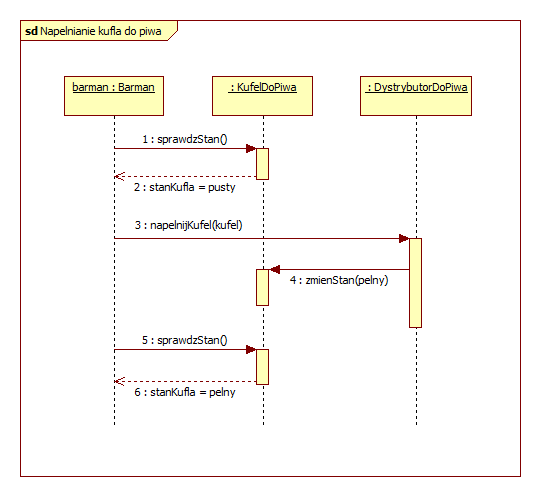 sd Napelnianie kufla do piwa
barman : Barman
: KufelDoPiwa
: DystrybutorDoPiwa
1 : sprawdzStan()
2 : stanKufla = pusty
3 : napelnijKufel(kufel)
4 : zmienStan(pelny)
5 : sprawdzStan()
6 : stanKufla = pelny